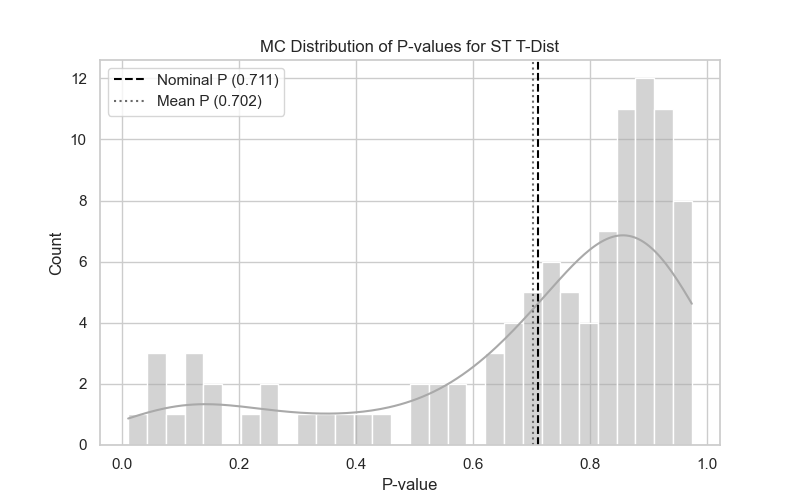 MC Distribution of P-values for ST T-Dist
Nominal P (0.711)
Mean P (0.702)
Count
12
10
8
6
4
2
0
0.0 0.2 0.4 0.6 0.8 1.0
P-value